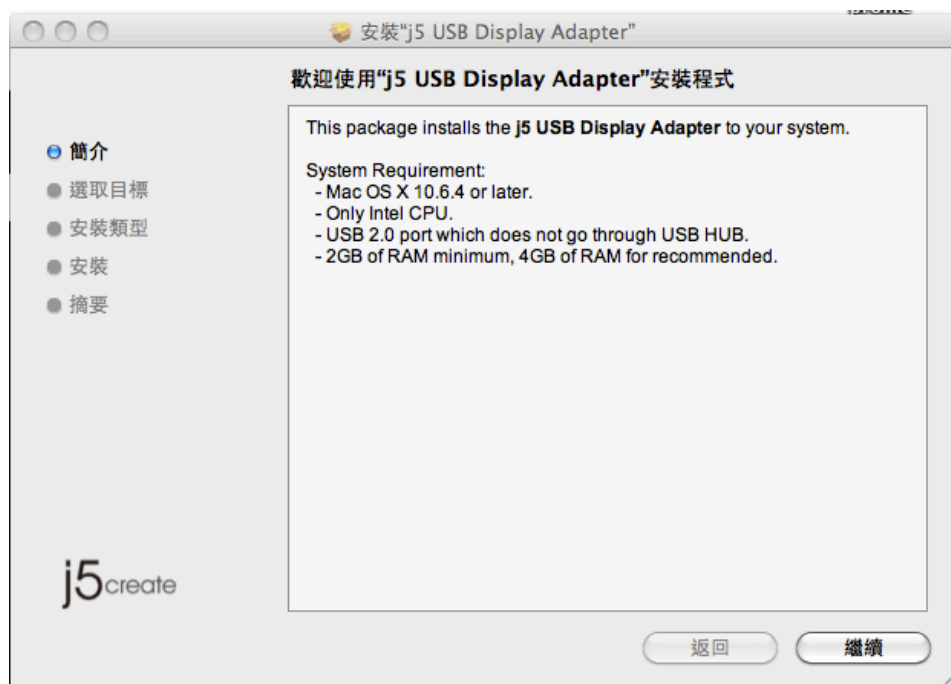 安裝“j5 USB Display Adapter”
歡迎使用“j5 USB Display Adapter”安裝程式
簡介
選取目標
安裝類型
安裝
摘要
This package installs the j5 USB Display Adapter to your system.
System Requirement:
- Mac OS X 10.6.4 or later.
- Only Intel CPU.
- USB 2.0 port which does not go through USB HUB.
- 2GB of RAM minimum, 4GB of RAM for recommended.
j5create
返回
繼續